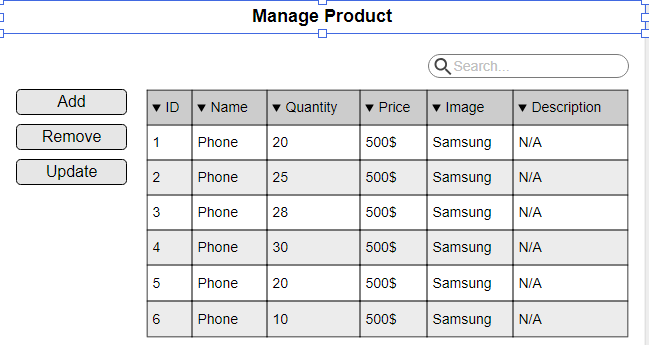 Manage Product
Search...
Add
Remove
Update
▼ ID ▼ Name ▼ Quantity ▼ Price ▼ Image ▼ Description
1 Phone 20 500$ Samsung N/A
2 Phone 25 500$ Samsung N/A
3 Phone 28 500$ Samsung N/A
4 Phone 30 500$ Samsung N/A
5 Phone 20 500$ Samsung N/A
6 Phone 10 500$ Samsung N/A